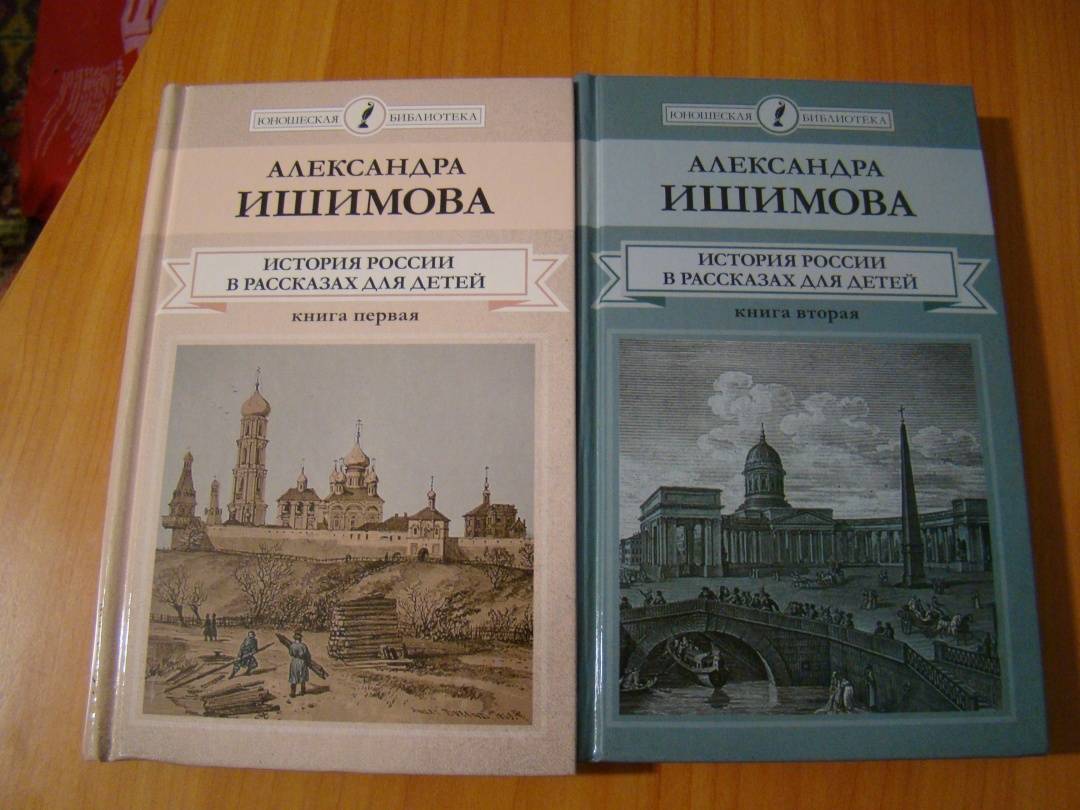 ЮНОШЕСКАЯ БИБЛИОТЕКА
АЛЕКСАНДРА
ИШИМОВА
ИСТОРИЯ РОССИИ
В РАССКАЗАХ ДЛЯ ДЕТЕЙ
книга первая
ЮНОШЕСКАЯ БИБЛИОТЕКА
АЛЕКСАНДРА
ИШИМОВА
ИСТОРИЯ РОССИИ
В РАССКАЗАХ ДЛЯ ДЕТЕЙ
книга вторая